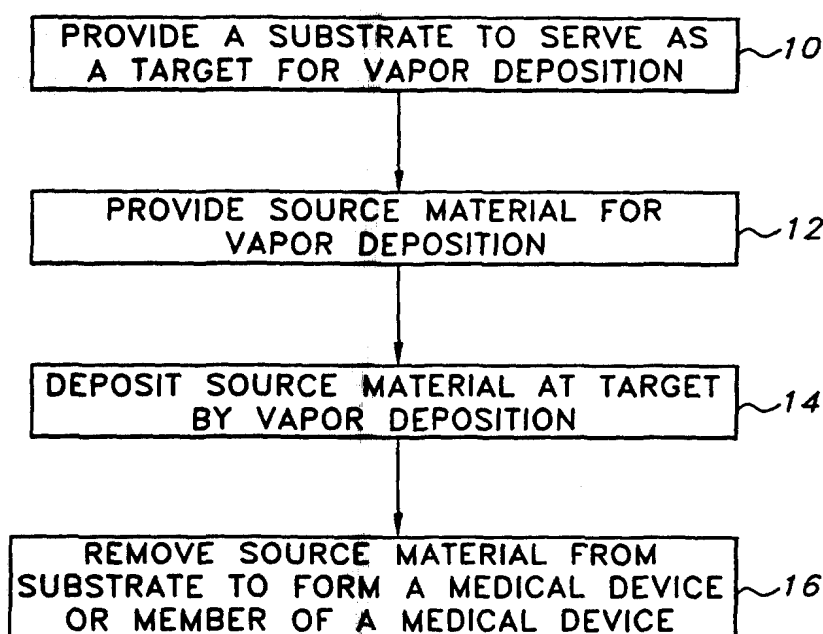 PROVIDE A SUBSTRATE TO SERVE AS
A TARGET FOR VAPOR DEPOSITION
10
PROVIDE SOURCE MATERIAL FOR
VAPOR DEPOSITION
12
DEPOSIT SOURCE MATERIAL AT TARGET
BY VAPOR DEPOSITION
14
REMOVE SOURCE MATERIAL FROM
SUBSTRATE TO FORM A MEDICAL DEVICE
OR MEMBER OF A MEDICAL DEVICE
16